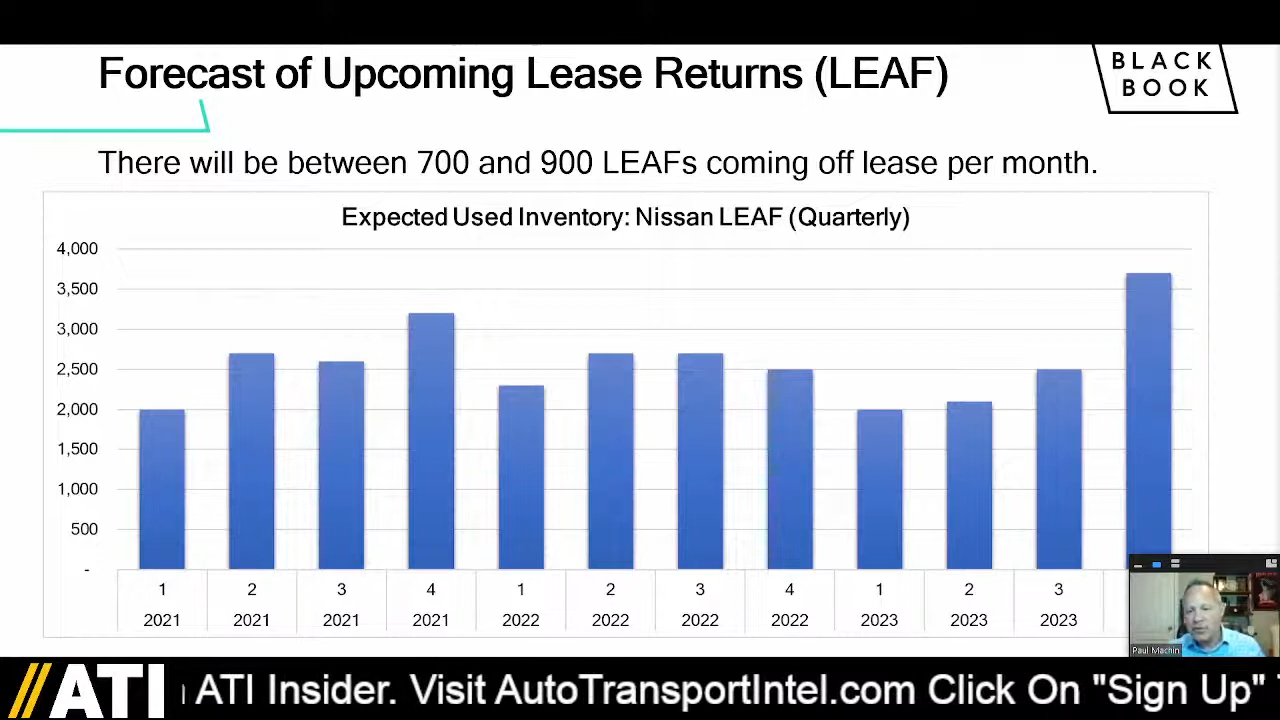 Forecast of Upcoming Lease Returns (LEAF)
BLACK
BOOK
There will be between 700 and 900 LEAFs coming off lease per month.
Expected Used Inventory: Nissan LEAF (Quarterly)
4,000
3,500
3,000
2,500
2,000
1,500
1,000
500
-
1 2 3 4 1 2 3 4 1 2 3
2021 2021 2021 2021 2022 2022 2022 2022 2023 2023 2023
Paul Machin
//ATI ATI Insider. Visit AutoTransportIntel.com Click On "Sign Up"